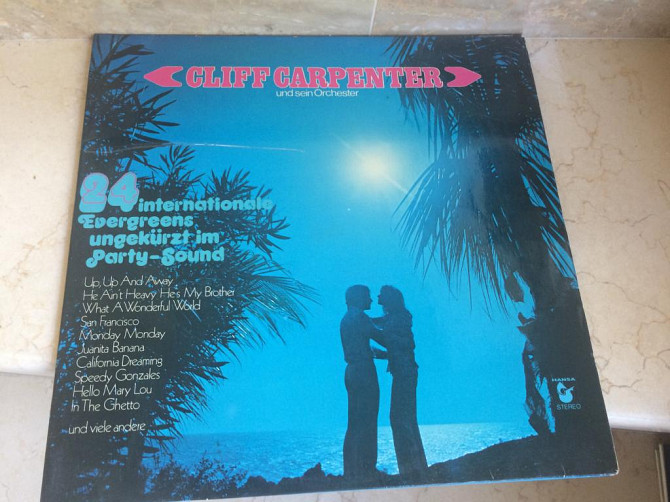 CLIFF CARPENTER
und sein Orchester
24 internationale
Evergreens
ungekürzt im
Party-Sound
Up, Up And Away
He Ain't Heavy He's My Brother
What A Wonderful World
San Francisco
Monday Monday
Juanita Banana
California Dreaming
Speedy Gonzales
Hello Mary Lou
In The Ghetto
und viele andere
HANSA
STEREO